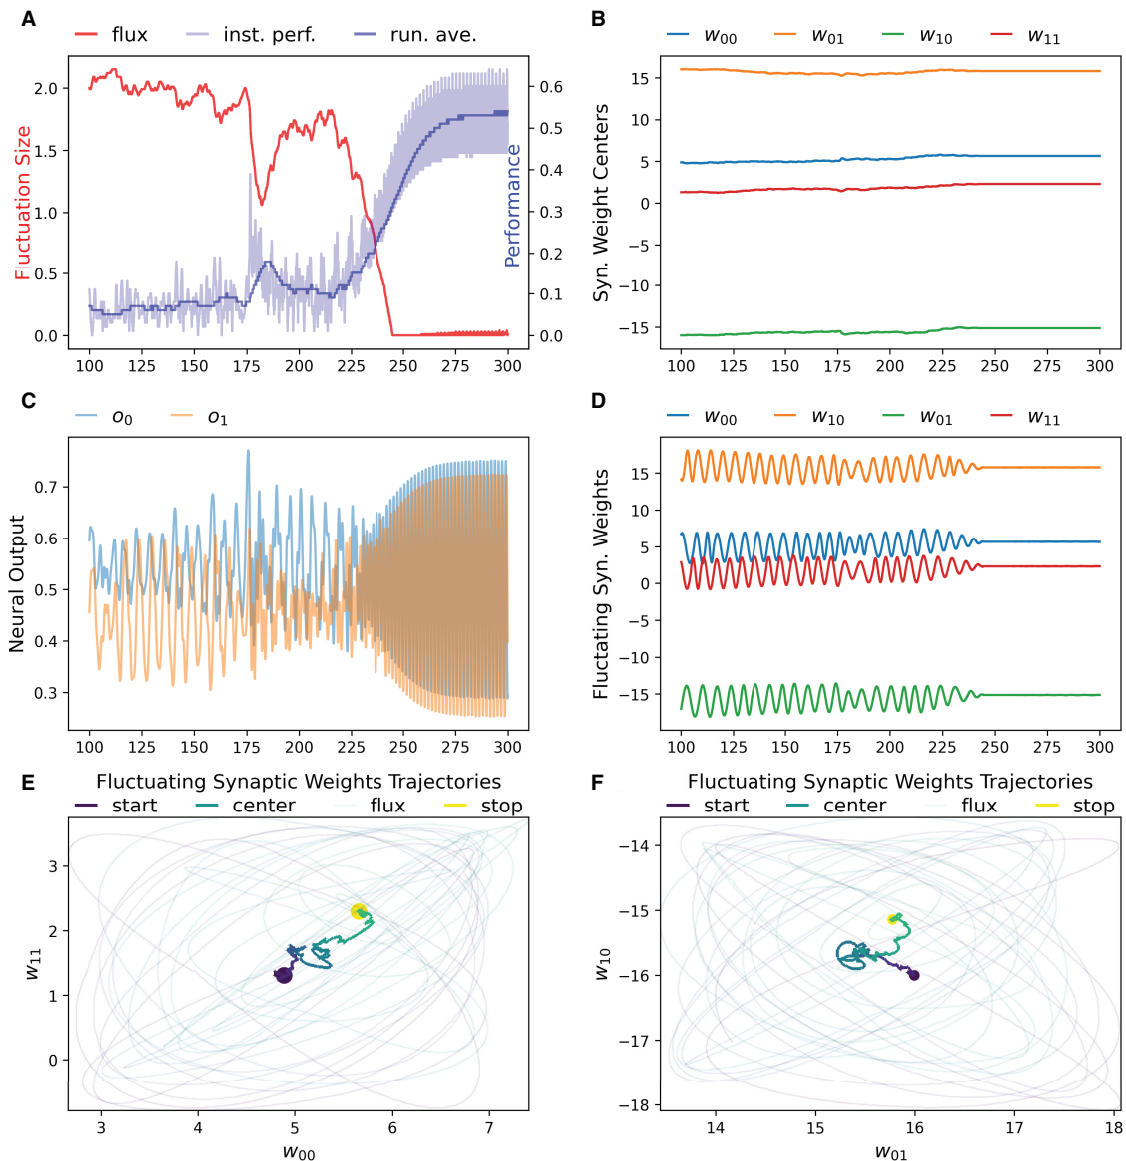 A
flux inst. perf. run. ave.
Fuctuation Size
2.0
1.5
1.0
0.5
0.0
0.6
0.5
0.4
0.3
0.2
0.1
0.0
Performance
100 125 150 175 200 225 250 275 300
B
w00 w01 w10 w11
Syn. Weight Centers
15
10
5
0
−5
−10
−15
100 125 150 175 200 225 250 275 300
C
o0 o1
Neural Output
0.7
0.6
0.5
0.4
0.3
100 125 150 175 200 225 250 275 300
D
w00 w10 w01 w11
Fluctating Syn. Weights
15
10
5
0
−5
−10
−15
100 125 150 175 200 225 250 275 300
E
Fluctuating Synaptic Weights Trajectories
start center flux stop
w11
3
2
1
0
3 4 5 6 7
w00
F
Fluctuating Synaptic Weights Trajectories
start center flux stop
w10
−14
−15
−16
−17
−18
14 15 16 17 18
w01